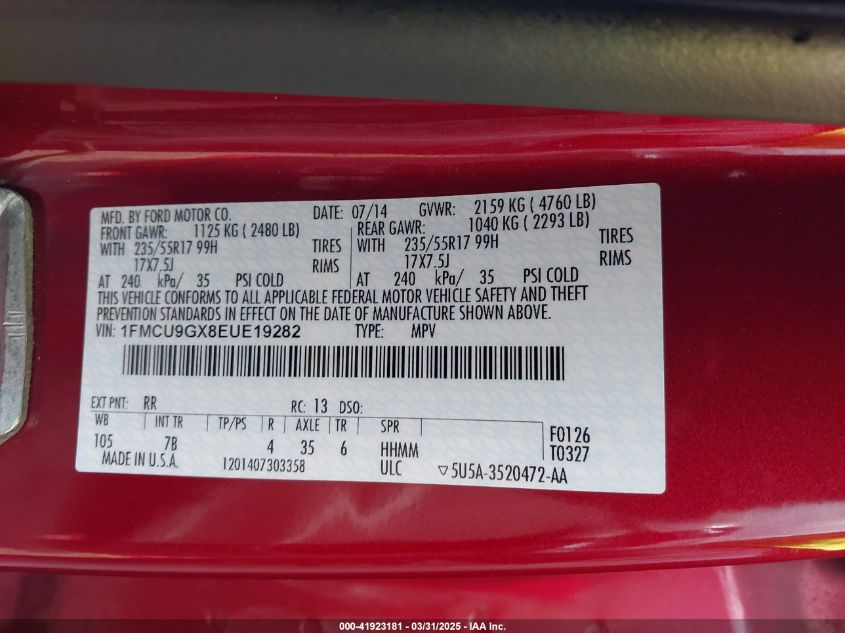 MFD. BY FORD MOTOR CO. DATE: 07/14 GVWR: 2159 KG ( 4760 LB)
FRONT GAWR: 1125 KG ( 2480 LB) REAR GAWR: 1040 KG ( 2293 LB)
WITH 235/55R17 99H TIRES WITH 235/55R17 99H TIRES
17X7.5J RIMS 17X7.5J RIMS
AT 240 kPa/ 35 PSI COLD AT 240 kPa/ 35 PSI COLD
THIS VEHICLE CONFORMS TO ALL APPLICABLE FEDERAL MOTOR VEHICLE SAFETY AND THEFT
PREVENTION STANDARDS IN EFFECT ON THE DATE OF MANUFACTURE SHOWN ABOVE.
VIN: 1FMCU9GX8EUE19282 TYPE: MPV
EXT PNT: RR RC: 13 DSO:
WB INT TR TP/PS R AXLE TR SPR F0126
105 7B 4 35 6 HHMM T0327
MADE IN U.S.A. 1201407303358 ULC ▽5U5A-3520472-AA
000-41923181 - 03/31/2025 - IAA Inc.